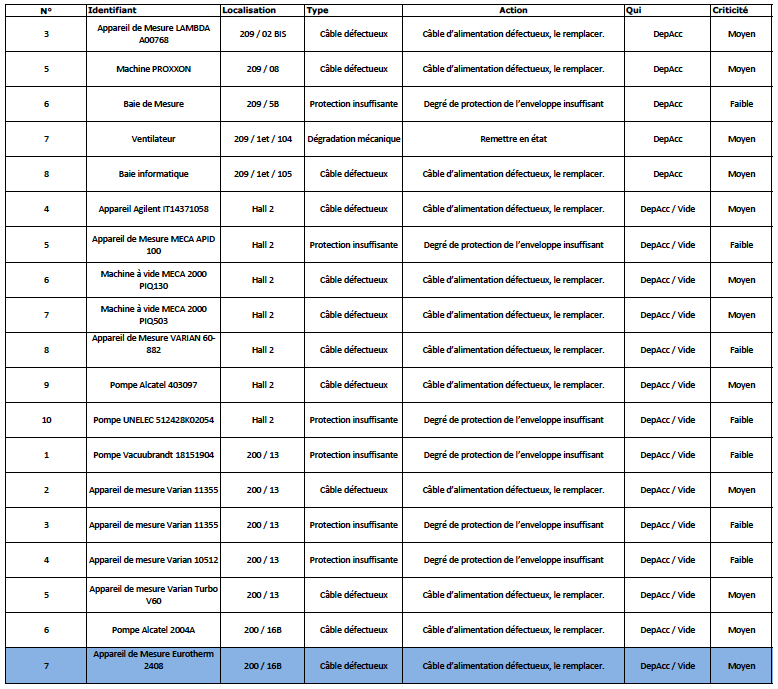 N° Identifiant Localisation Type Action Qui Criticité
3 Appareil de Mesure LAMBDA A00768 209 / 02 BIS Câble défectueux Câble d'alimentation défectueux, le remplacer. DepAcc Moyen
5 Machine PROXXON 209 / 08 Câble défectueux Câble d'alimentation défectueux, le remplacer. DepAcc Moyen
6 Baie de Mesure 209 / 5B Protection insuffisante Degré de protection de l'enveloppe insuffisant DepAcc Faible
7 Ventilateur 209 / 1et / 104 Dégradation mécanique Remettre en état DepAcc Moyen
8 Baie informatique 209 / 1et / 105 Câble défectueux Câble d'alimentation défectueux, le remplacer. DepAcc Moyen
4 Appareil Agilent IT14371058 Hall 2 Câble défectueux Câble d'alimentation défectueux, le remplacer. DepAcc / Vide Moyen
5 Appareil de Mesure MECA APID 100 Hall 2 Protection insuffisante Degré de protection de l'enveloppe insuffisant DepAcc / Vide Faible
6 Machine à vide MECA 2000 PIQ130 Hall 2 Câble défectueux Câble d'alimentation défectueux, le remplacer. DepAcc / Vide Moyen
7 Machine à vide MECA 2000 PIQ503 Hall 2 Câble défectueux Câble d'alimentation défectueux, le remplacer. DepAcc / Vide Moyen
8 Appareil de Mesure VARIAN 60-882 Hall 2 Câble défectueux Câble d'alimentation défectueux, le remplacer. DepAcc / Vide Faible
9 Pompe Alcatel 403097 Hall 2 Câble défectueux Câble d'alimentation défectueux, le remplacer. DepAcc / Vide Moyen
10 Pompe UNELEC 512428K02054 Hall 2 Protection insuffisante Degré de protection de l'enveloppe insuffisant DepAcc / Vide Faible
1 Pompe Vacuubrandt 18151904 200 / 13 Protection insuffisante Degré de protection de l'enveloppe insuffisant DepAcc / Vide Faible
2 Appareil de mesure Varian 11355 200 / 13 Câble défectueux Câble d'alimentation défectueux, le remplacer. DepAcc / Vide Moyen
3 Appareil de mesure Varian 11355 200 / 13 Protection insuffisante Degré de protection de l'enveloppe insuffisant DepAcc / Vide Faible
4 Appareil de mesure Varian 10512 200 / 13 Protection insuffisante Degré de protection de l'enveloppe insuffisant DepAcc / Vide Faible
5 Appareil de mesure Varian Turbo V60 200 / 13 Câble défectueux Câble d'alimentation défectueux, le remplacer. DepAcc / Vide Moyen
6 Pompe Alcatel 2004A 200 / 16B Câble défectueux Câble d'alimentation défectueux, le remplacer. DepAcc / Vide Moyen
7 Appareil de Mesure Eurotherm 2408 200 / 16B Câble défectueux Câble d'alimentation défectueux, le remplacer. DepAcc / Vide Moyen